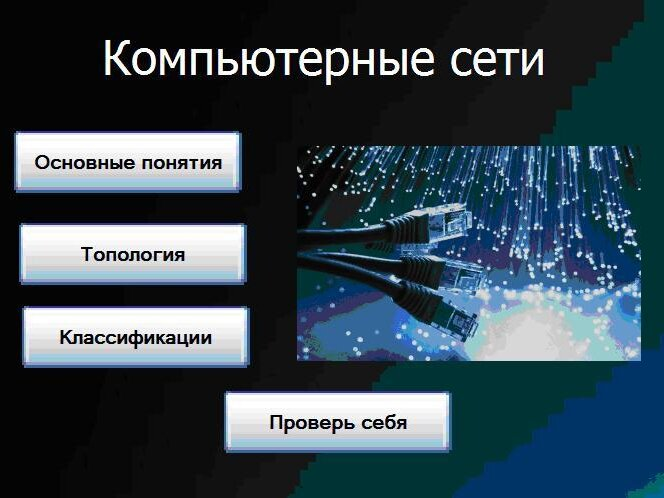 Компьютерные сети
Основные понятия
Топология
Классификации
Проверь себя